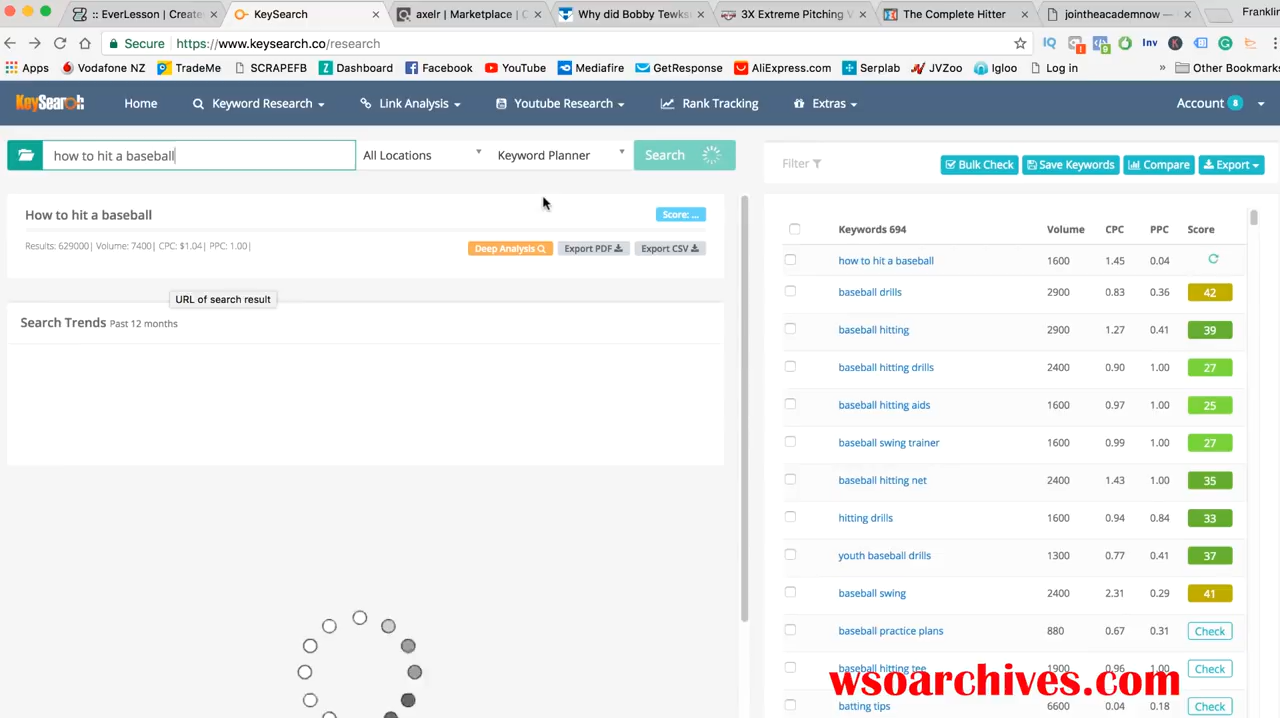 :: EverLesson : Create
KeySearch
axelr | Marketplace | C
Why did Bobby Tewks
3X Extreme Pitching V
The Complete Hitter
jointheacademnow —
Franklin
Secure https://www.keysearch.co/research
IQ
Inv
Apps Vodafone NZ TradeMe SCRAPEFB Dashboard Facebook YouTube Mediafire GetResponse AliExpress.com Serplab JVZoo Igloo Log in » Other Bookmarks
KeySearch Home Keyword Research Link Analysis Youtube Research Rank Tracking Extras Account 8
how to hit a baseball All Locations Keyword Planner Search
Filter Bulk Check Save Keywords Compare Export
How to hit a baseball Score: ...
Results: 629000| Volume: 7400| CPC: $1.04| PPC: 1.00|
Deep Analysis Export PDF Export CSV
URL of search result
Search Trends Past 12 months
Keywords 694 Volume CPC PPC Score
how to hit a baseball 1600 1.45 0.04
baseball drills 2900 0.83 0.36 42
baseball hitting 2900 1.27 0.41 39
baseball hitting drills 2400 0.90 1.00 27
baseball hitting aids 1600 0.97 1.00 25
baseball swing trainer 1600 0.99 1.00 27
baseball hitting net 2400 1.43 1.00 35
hitting drills 1600 0.94 0.84 33
youth baseball drills 1300 0.77 0.41 37
baseball swing 2400 2.31 0.29 41
baseball practice plans 880 0.67 0.31 Check
baseball hitting tee 1900 0.96 1.00 Check
wsoarchives.com
batting tips 6600 0.04 0.18 Check